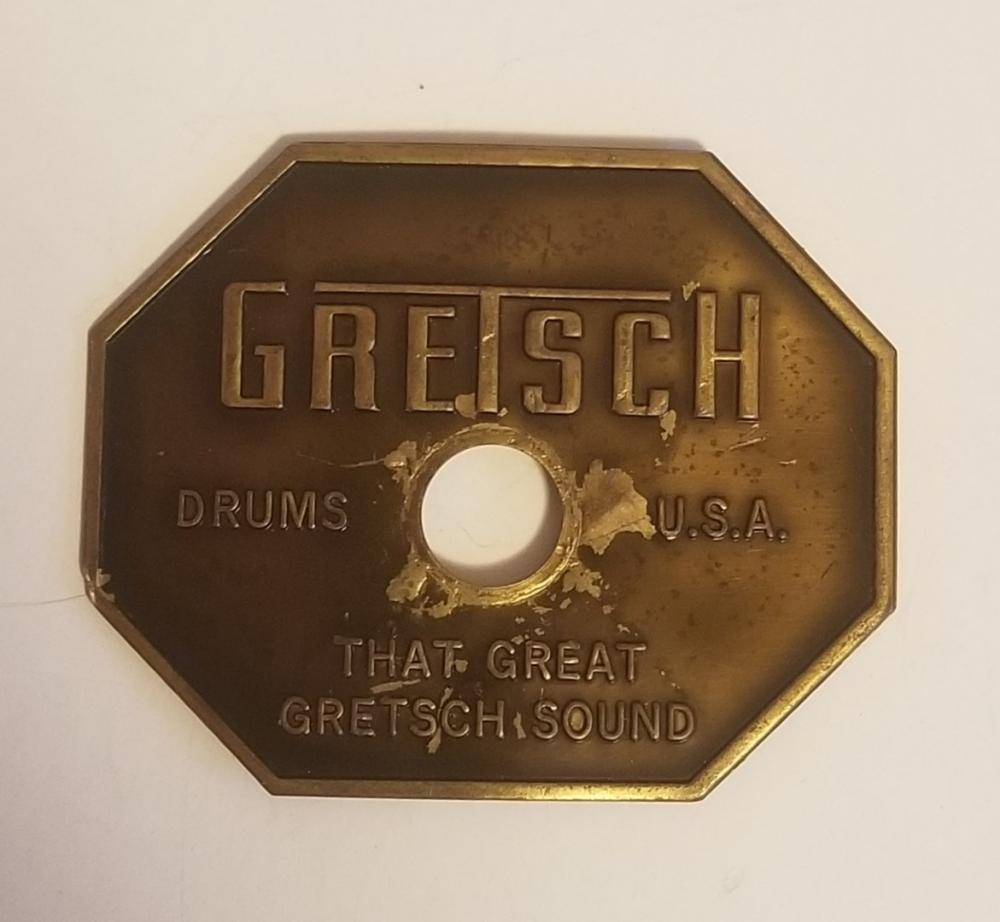 GRETSCH
DRUMS U.S.A.
THAT GREAT
GRETSCH SOUND